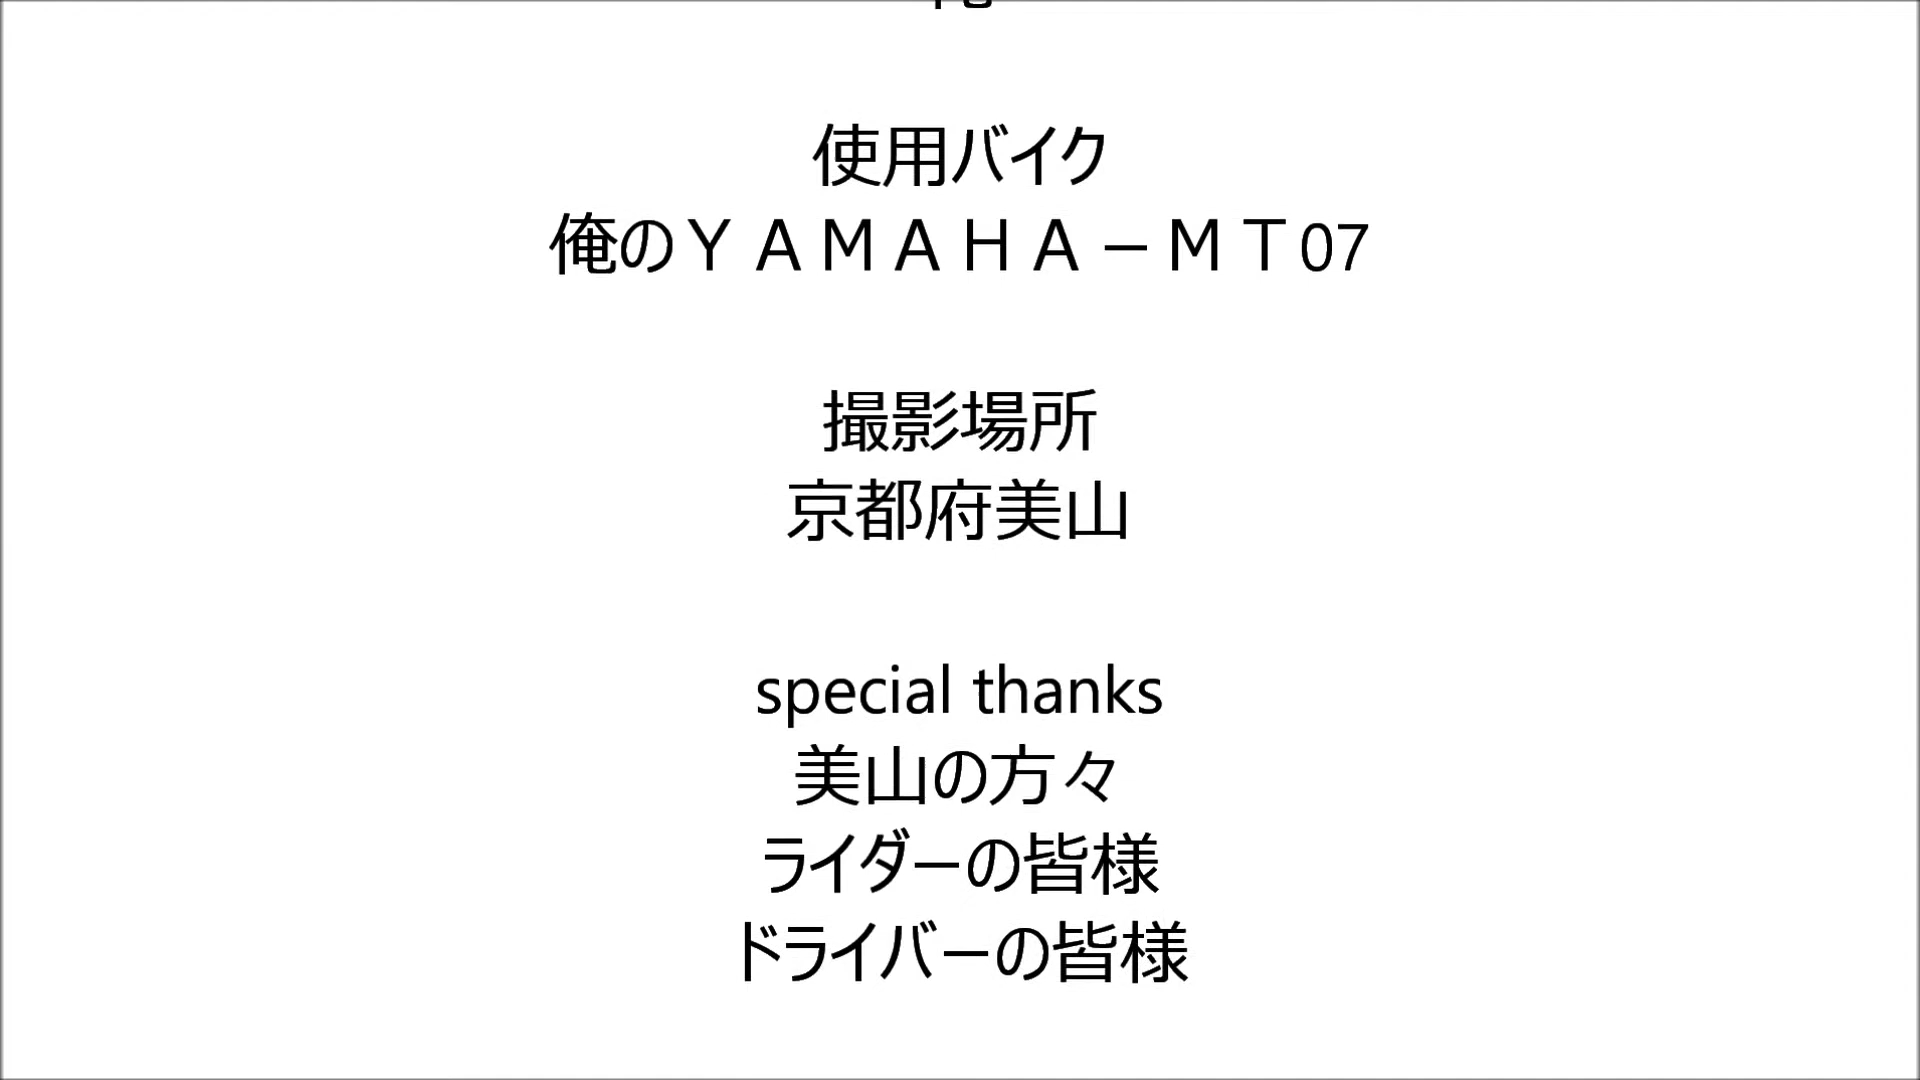 使用バイク
俺のＹＡＭＡＨＡ－ＭＴ07
撮影場所
京都府美山
special thanks
美山の方々
ライダーの皆様
ドライバーの皆様